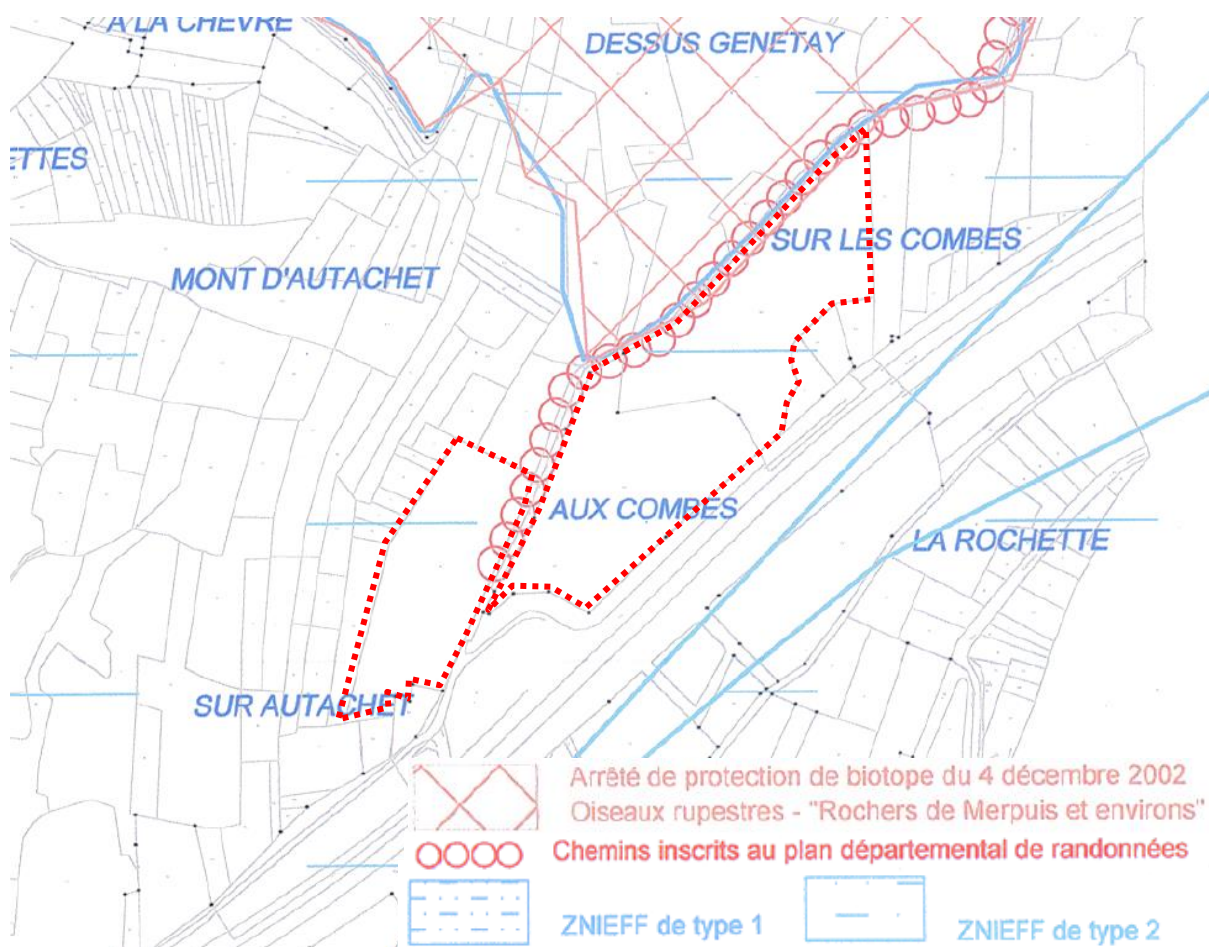 A LA CHEVRE
DESSUS GENETAY
ETTES
SUR LES COMBES
MONT D'AUTACHET
AUX COMBES
LA ROCHETTE
SUR AUTACHET
Arrêté de protection de biotope du 4 décembre 2002
Oiseaux rupestres - "Rochers de Merpuis et environs"
Chemins inscrits au plan départemental de randonnées
ZNIEFF de type 1
ZNIEFF de type 2